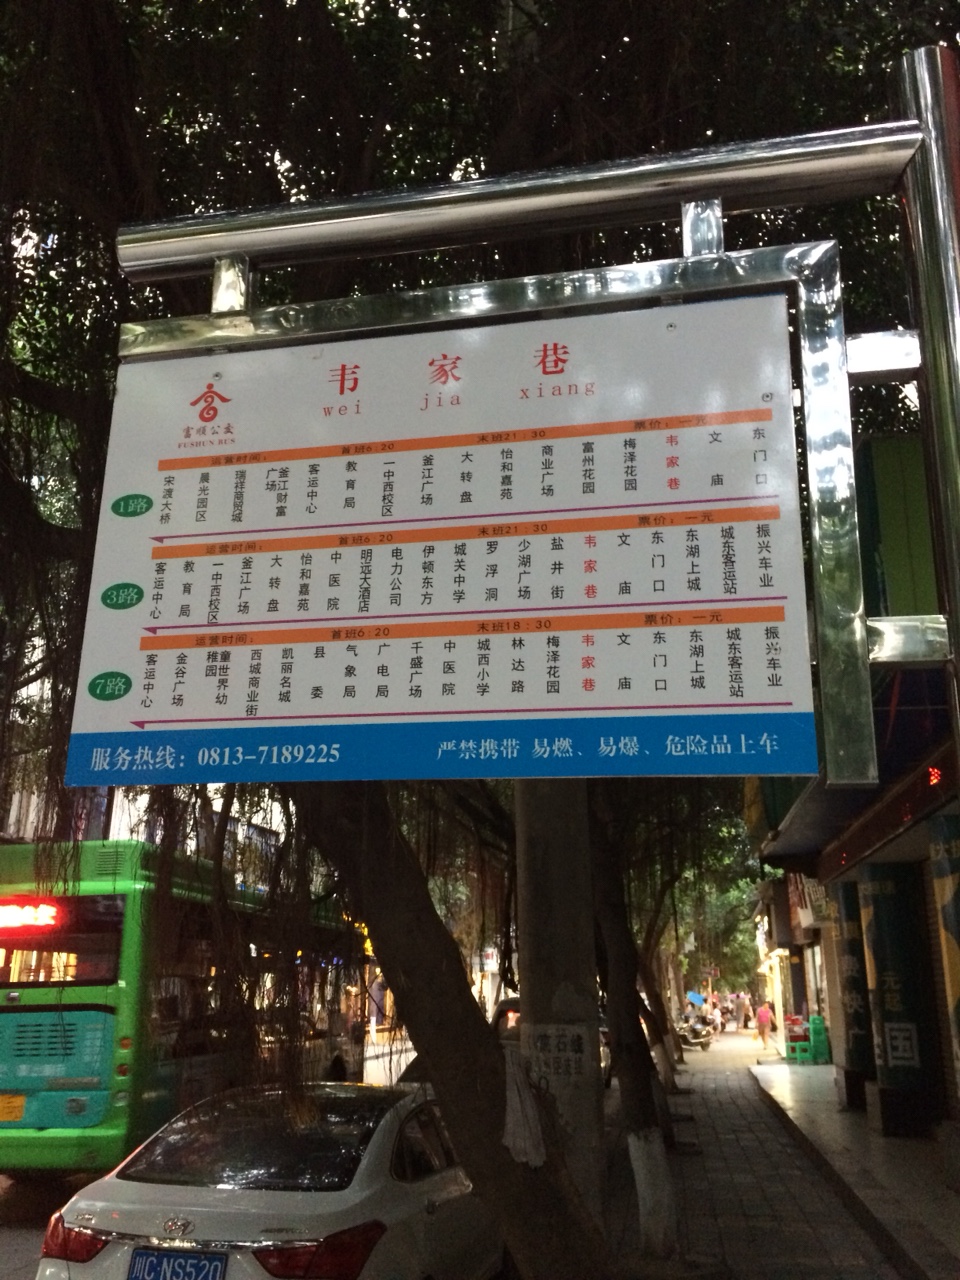 韦家巷
wei jia xiang
富顺公交
FUSHUN BUS
运营时间: 首班6:20 末班21:30 票价: 一元
1路 宋渡大桥 晨光园区 瑞祥商贸城 釜江财富广场 客运中心 教育局 一中西校区 釜江广场 大转盘 怡和嘉苑 商业广场 富州花园 梅泽花园 韦家巷 文庙 东门口
运营时间: 首班6:20 末班21:30 票价: 一元
3路 客运中心 教育局 一中西校区 釜江广场 大转盘 怡和嘉苑 中医院 明远大酒店 电力公司 伊顿东方 城关中学 罗浮洞 少湖广场 盐井街 韦家巷 文庙 东门口 东湖上城 城东客运站 振兴车业
运营时间: 首班6:20 末班18:30 票价: 一元
7路 客运中心 金谷广场 童世界幼稚园 西城商业街 凯丽名城 县委 气象局 广电局 千盛广场 中医院 城西小学 林达路 梅泽花园 韦家巷 文庙 东门口 东湖上城 城东客运站 振兴车业
服务热线: 0813-7189225 严禁携带 易燃、易爆、危险品上车
元起
国
川C·NS520